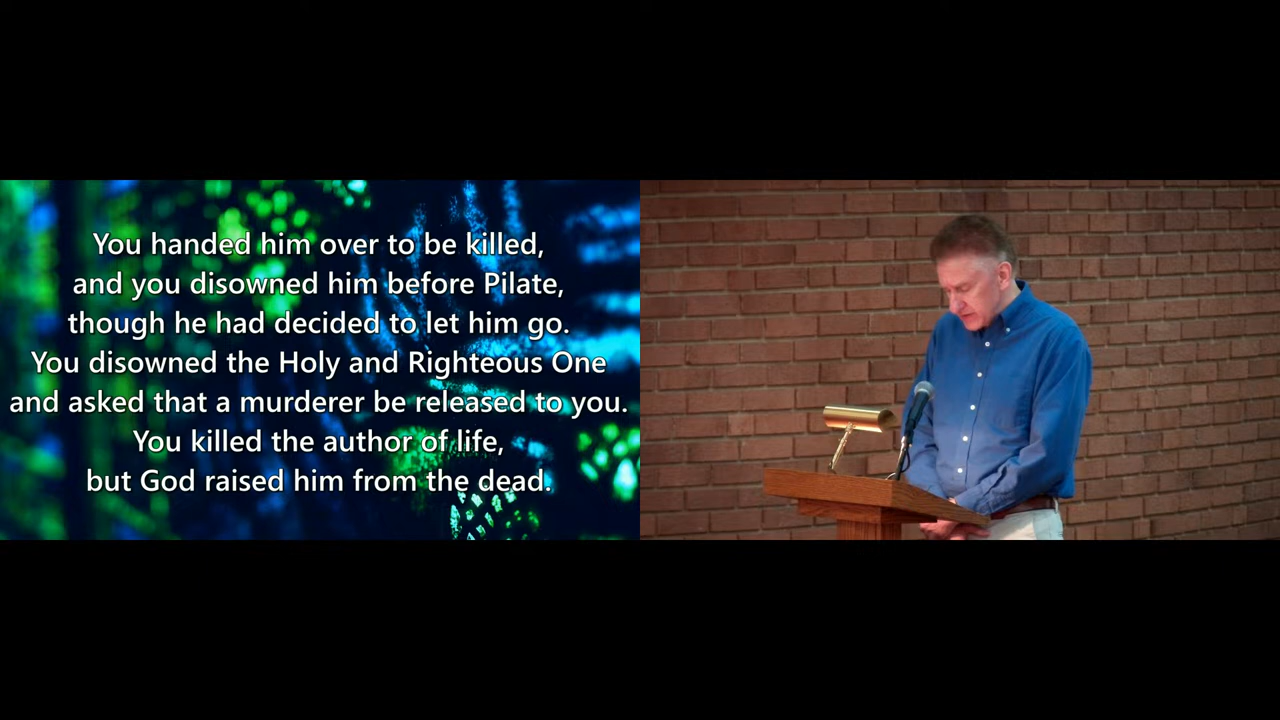 You handed him over to be killed,
and you disowned him before Pilate,
though he had decided to let him go.
You disowned the Holy and Righteous One
and asked that a murderer be released to you.
You killed the author of life,
but God raised him from the dead.